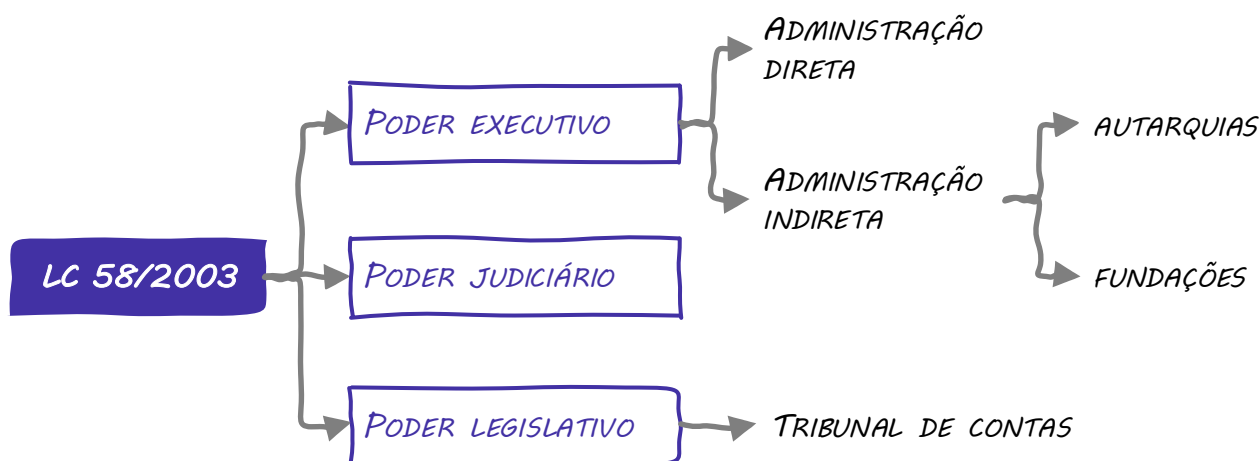 ADMINISTRAÇÃO
DIRETA
PODER EXECUTIVO
AUTARQUIAS
ADMINISTRAÇÃO
INDIRETA
LC 58/2003
PODER JUDICIÁRIO
FUNDAÇÕES
PODER LEGISLATIVO
TRIBUNAL DE CONTAS